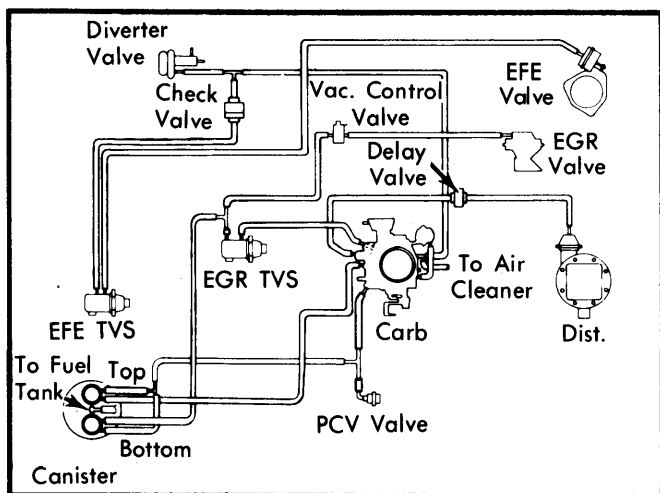 Diverter
Valve
Check
Valve
Vac. Control
Valve
EFE
Valve
Delay
Valve
EGR
Valve
EGR TVS
To Air
Cleaner
EFE TVS
Carb
Dist.
To Fuel
Tank
Top
PCV Valve
Bottom
Canister